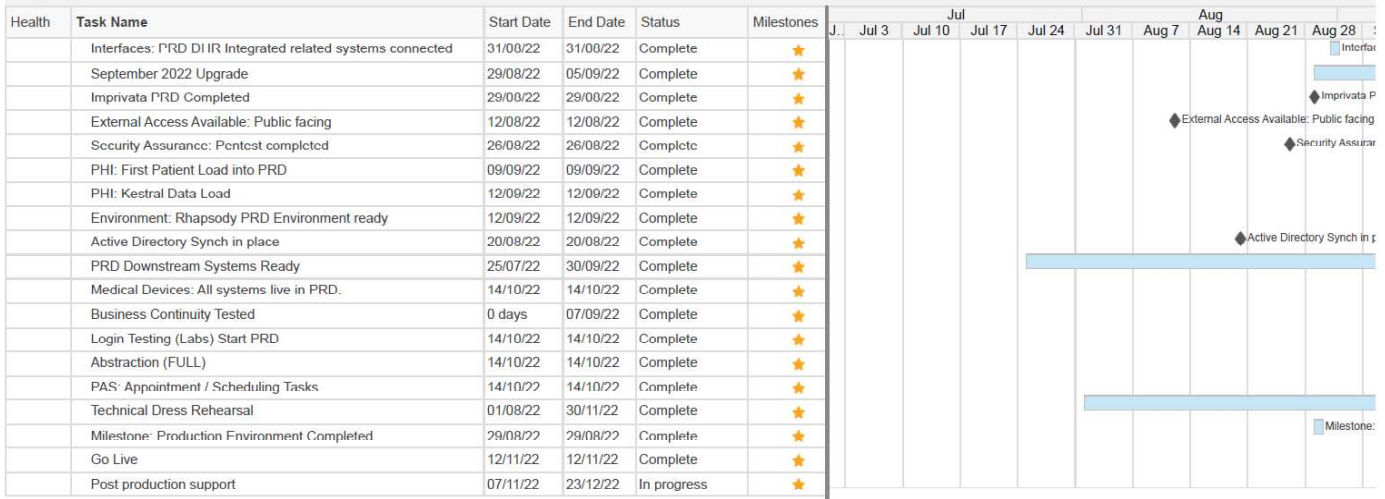 Jul Aug
Health Task Name Start Date End Date Status Milestones J.. Jul 3 Jul 10 Jul 17 Jul 24 Jul 31 Aug 7 Aug 14 Aug 21 Aug 28
Interfaces: PRD DHR Integrated related systems connected 31/08/22 31/08/22 Complete Interfac
September 2022 Upgrade 29/08/22 05/09/22 Complete
Imprivata PRD Completed 29/08/22 29/08/22 Complete Imprivata P
External Access Available: Public facing 12/08/22 12/08/22 Complete External Access Available: Public facing
Security Assurance: Pentest completed 26/08/22 26/08/22 Complete Security Assuran
PHI: First Patient Load into PRD 09/09/22 09/09/22 Complete
PHI: Kestral Data Load 12/09/22 12/09/22 Complete
Environment: Rhapsody PRD Environment ready 12/09/22 12/09/22 Complete
Active Directory Synch in place 20/08/22 20/08/22 Complete Active Directory Synch in p
PRD Downstream Systems Ready 25/07/22 30/09/22 Complete
Medical Devices: All systems live in PRD. 14/10/22 14/10/22 Complete
Business Continuity Tested 0 days 07/09/22 Complete
Login Testing (Labs) Start PRD 14/10/22 14/10/22 Complete
Abstraction (FULL) 14/10/22 14/10/22 Complete
PAS: Appointment / Scheduling Tasks 14/10/22 14/10/22 Complete
Technical Dress Rehearsal 01/08/22 30/11/22 Complete
Milestone: Production Environment Completed 29/08/22 29/08/22 Complete Milestone:
Go Live 12/11/22 12/11/22 Complete
Post production support 07/11/22 23/12/22 In progress